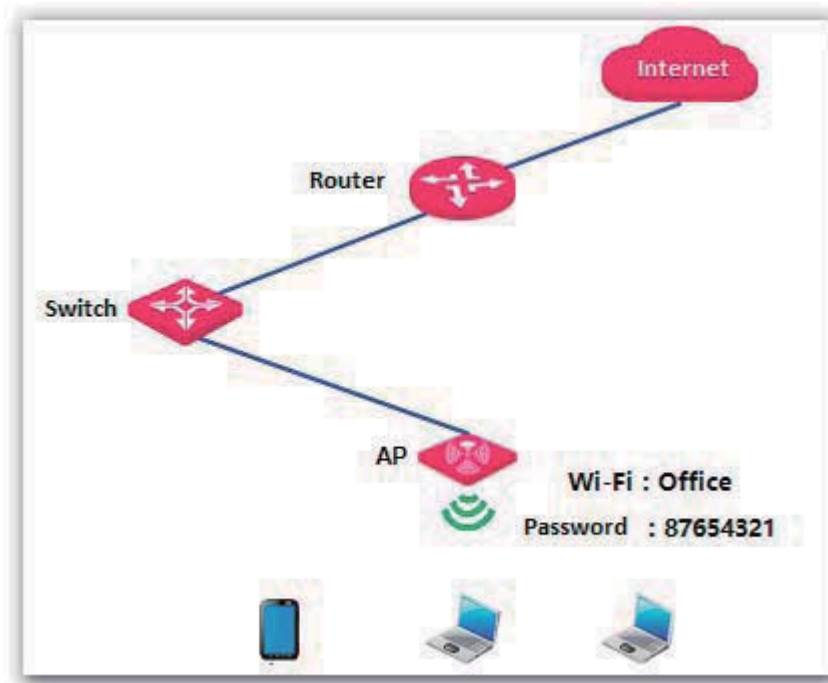 Internet
Router
Switch
AP
Wi-Fi : Office
Password : 87654321